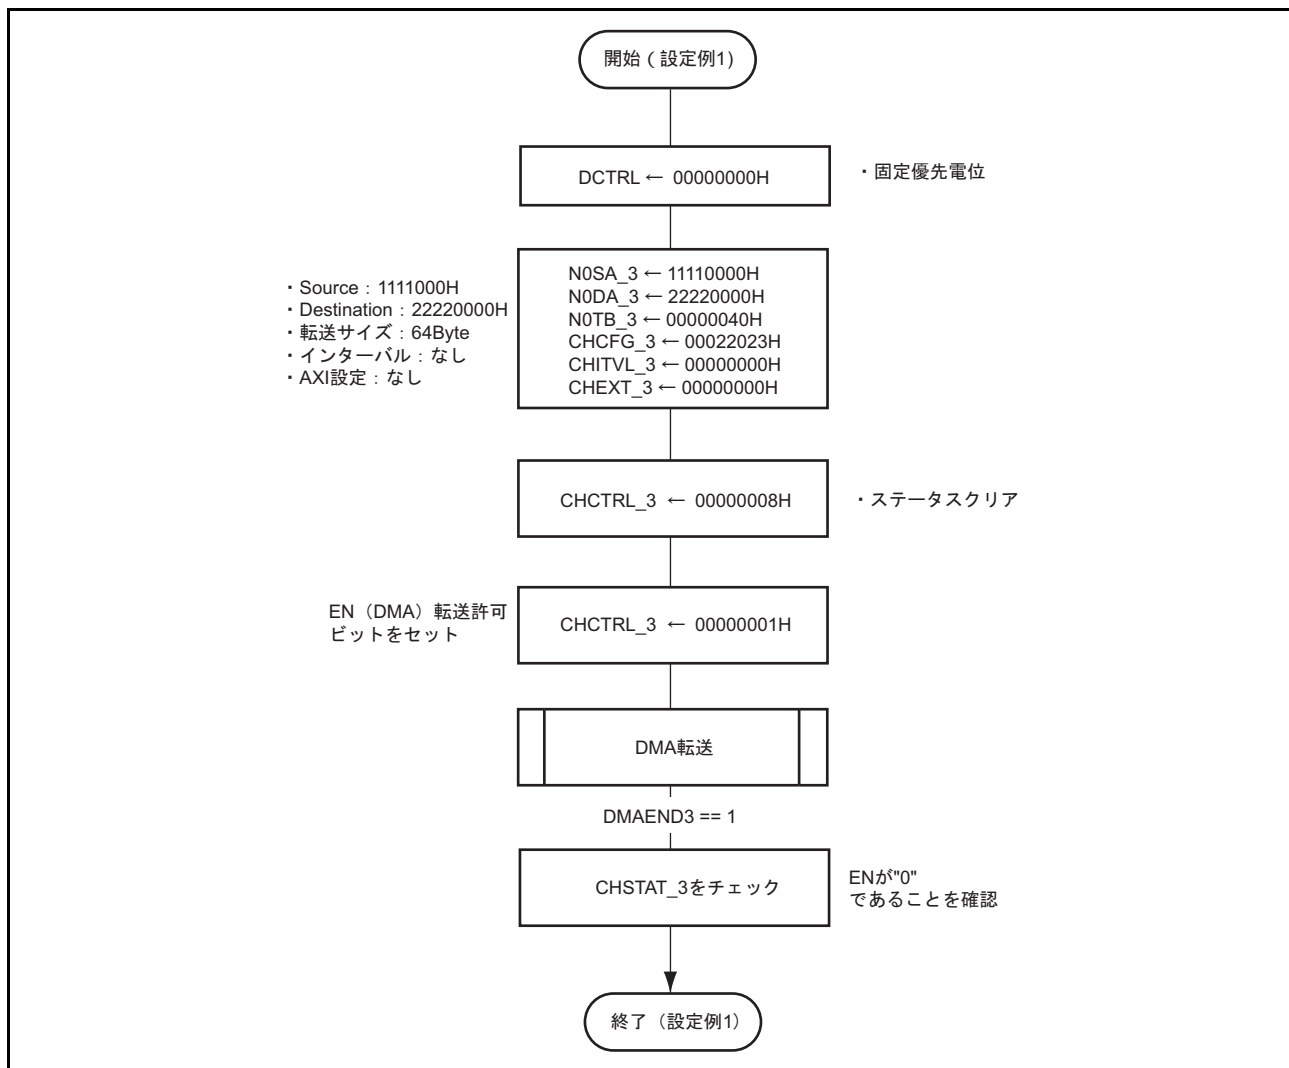 開始 ( 設定例1)
DCTRL ← 00000000H
・固定優先電位
・Source : 1111000H
・Destination : 22220000H
・転送サイズ : 64Byte
・インターバル : なし
・AXI設定 : なし
N0SA_3 ← 11110000H
N0DA_3 ← 22220000H
N0TB_3 ← 00000040H
CHCFG_3 ← 00022023H
CHITVL_3 ← 00000000H
CHEXT_3 ← 00000000H
CHCTRL_3 ← 00000008H
・ステータスクリア
EN（DMA）転送許可
ビットをセット
CHCTRL_3 ← 00000001H
DMA転送
DMAEND3 == 1
CHSTAT_3をチェック
ENが"0"
であることを確認
終了（設定例1）